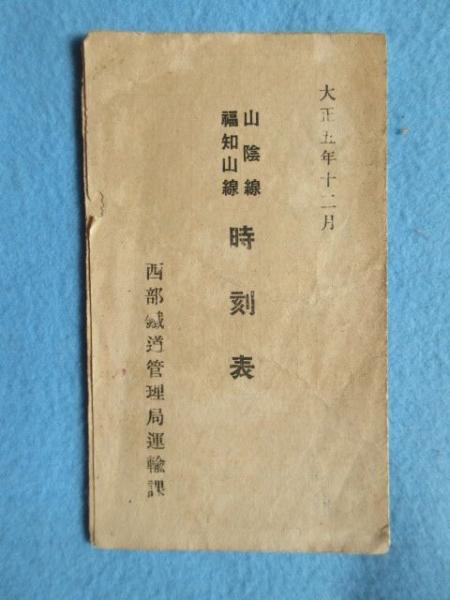 大正五年十二月
山陰線
福知山線
時刻表
西部鐵道管理局運輸課